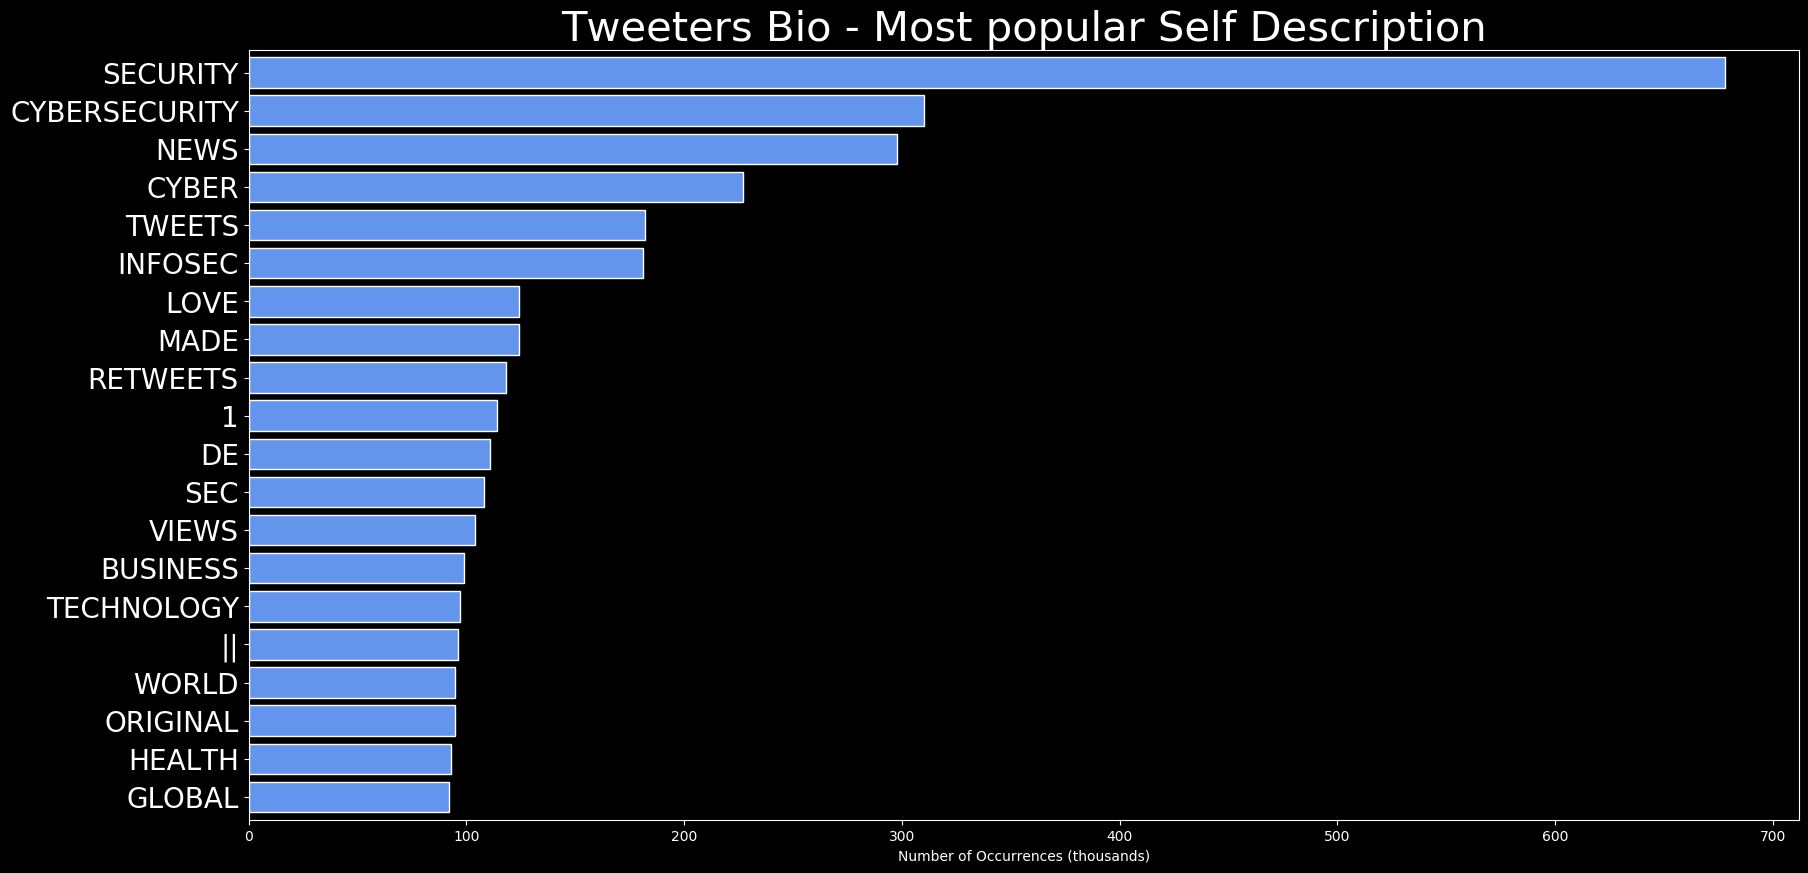 Tweeters Bio - Most popular Self Description
SECURITY
CYBERSECURITY
NEWS
CYBER
TWEETS
INFOSEC
LOVE
MADE
RETWEETS
1
DE
SEC
VIEWS
BUSINESS
TECHNOLOGY
||
WORLD
ORIGINAL
HEALTH
GLOBAL
0 100 200 300 400 500 600 700
Number of Occurrences (thousands)